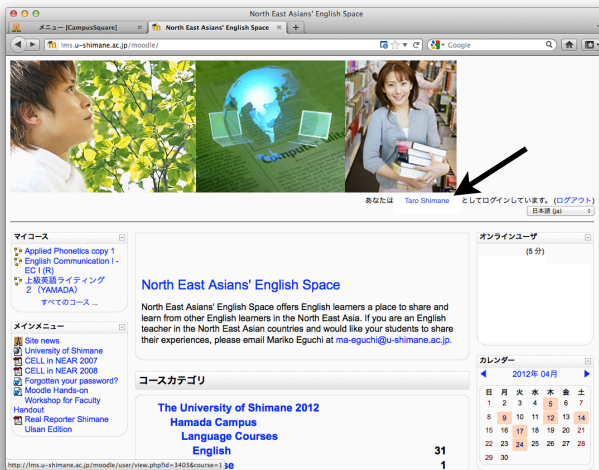 North East Asians' English Space
メニュー [CampusSquare]
North East Asians' English Space
lms.u-shimane.ac.jp/moodle/
Google
あなたは Taro Shimane としてログインしています。 (ログアウト)
日本語 (ja)
マイコース
Applied Phonetics copy 1
English Communication I -
EC I (R)
上級英語ライティング
２（YAMADA）
すべてのコース ...
メインメニュー
Site news
University of Shimane
CELL in NEAR 2007
CELL in NEAR 2008
Forgotten your password?
Moodle Hands-on
Workshop for Faculty
Handout
Real Reporter Shimane
Ulsan Edition
North East Asians' English Space
North East Asians' English Space offers English learners a place to share and
learn from other English learners in the North East Asia. If you are an English
teacher in the North East Asian countries and would like your students to share
their experiences, please email Mariko Eguchi at ma-eguchi@u-shimane.ac.jp.
コースカテゴリ
The University of Shimane 2012
Hamada Campus
Language Courses
English 31
se 1
オンラインユーザ
(5 分)
カレンダー
2012年 04月
日 月 火 水 木 金 土
1 2 3 4 5 6 7
8 9 10 11 12 13 14
15 16 17 18 19 20 21
22 23 24 25 26 27 28
29 30
http://lms.u-shimane.ac.jp/moodle/user/view.php?id=3403&course=1